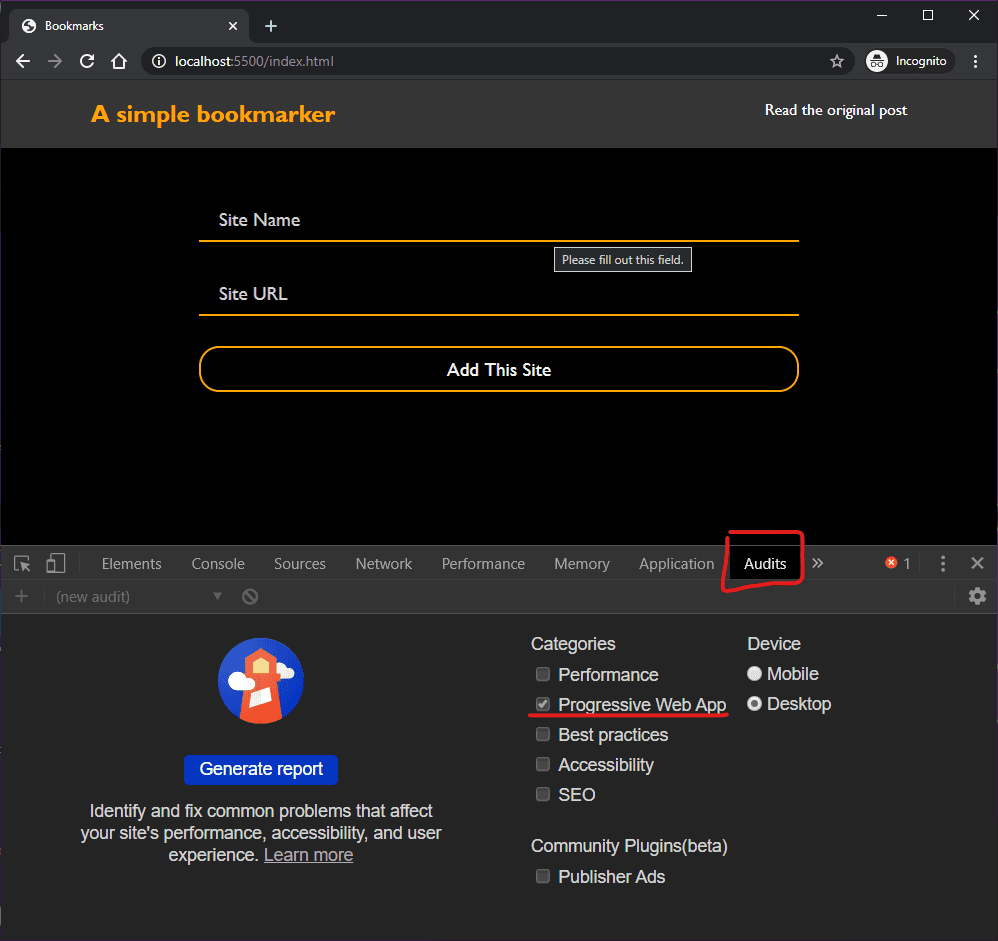 Bookmarks
localhost:5500/index.html
Incognito
A simple bookmarker
Read the original post
Site Name
Please fill out this field.
Site URL
Add This Site
Elements Console Sources Network Performance Memory Application Audits » 1
(new audit)
Generate report
Identify and fix common problems that affect
your site's performance, accessibility, and user
experience. Learn more
Categories
Performance
Progressive Web App
Best practices
Accessibility
SEO
Community Plugins(beta)
Publisher Ads
Device
Mobile
Desktop